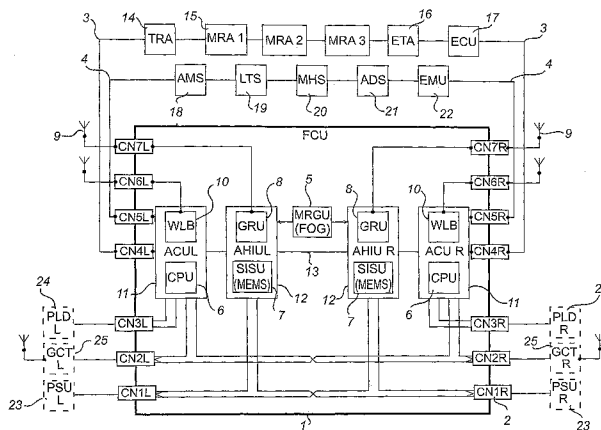 14 15 16 17
3 TRA MRA 1 MRA 2 MRA 3 ETA ECU 3
4 AMS LTS MHS ADS EMU 4
18 19 20 21 22
9 FCU 9
CN7L CN7R
10 8 5 8 10
CN6L CN6R
WLB GRU MRGU (FOG) GRU WLB
CN5L CN5R
ACUL AHIUL AHIU R ACU R
CN4L 13 CN4R
CPU SISU (MEMS) SISU (MEMS) CPU
24 11 6 7 12 12 7 6 11 2
PLD L CN3L CN3R PLD R
25 25
GCT L CN2L CN2R GCT R
23 PSU L CN1L CN1R PSU R
1 2 23